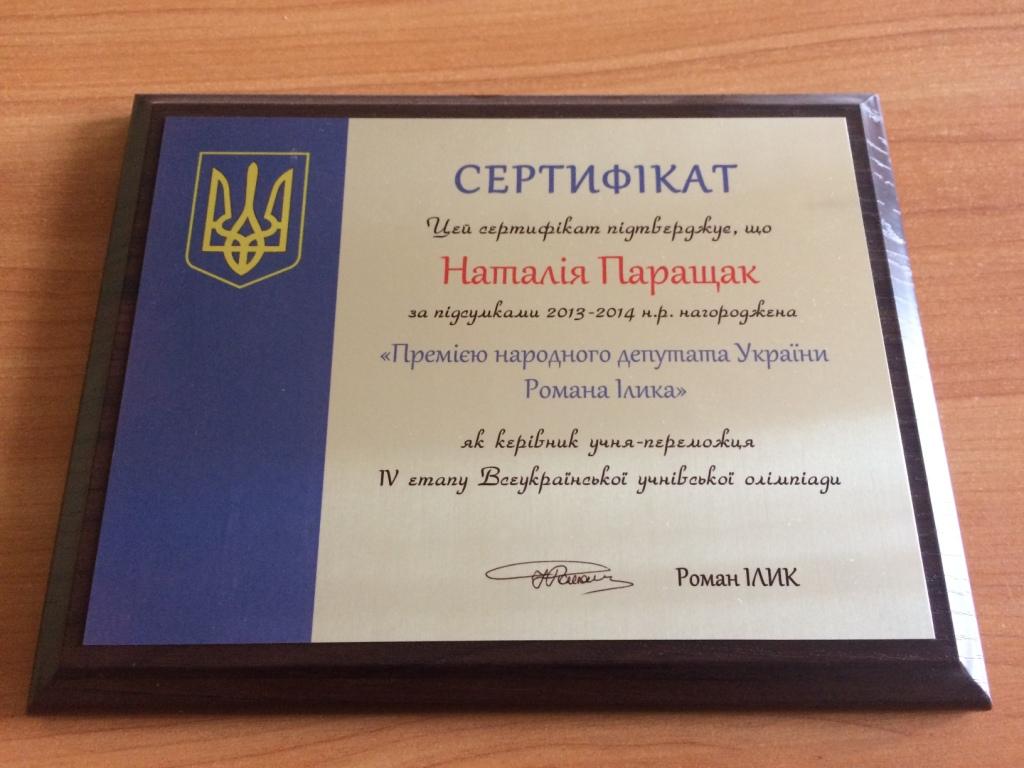 СЕРТИФІКАТ
Цей сертифікат підтверджує, що
Наталія Паращак
за підсумками 2013-2014 н.р. нагороджена
«Премією народного депутата України
Романа Ілика»
як керівник учня-переможця
IV етапу Всеукраїнської учнівської олімпіади
Роман ІЛИК